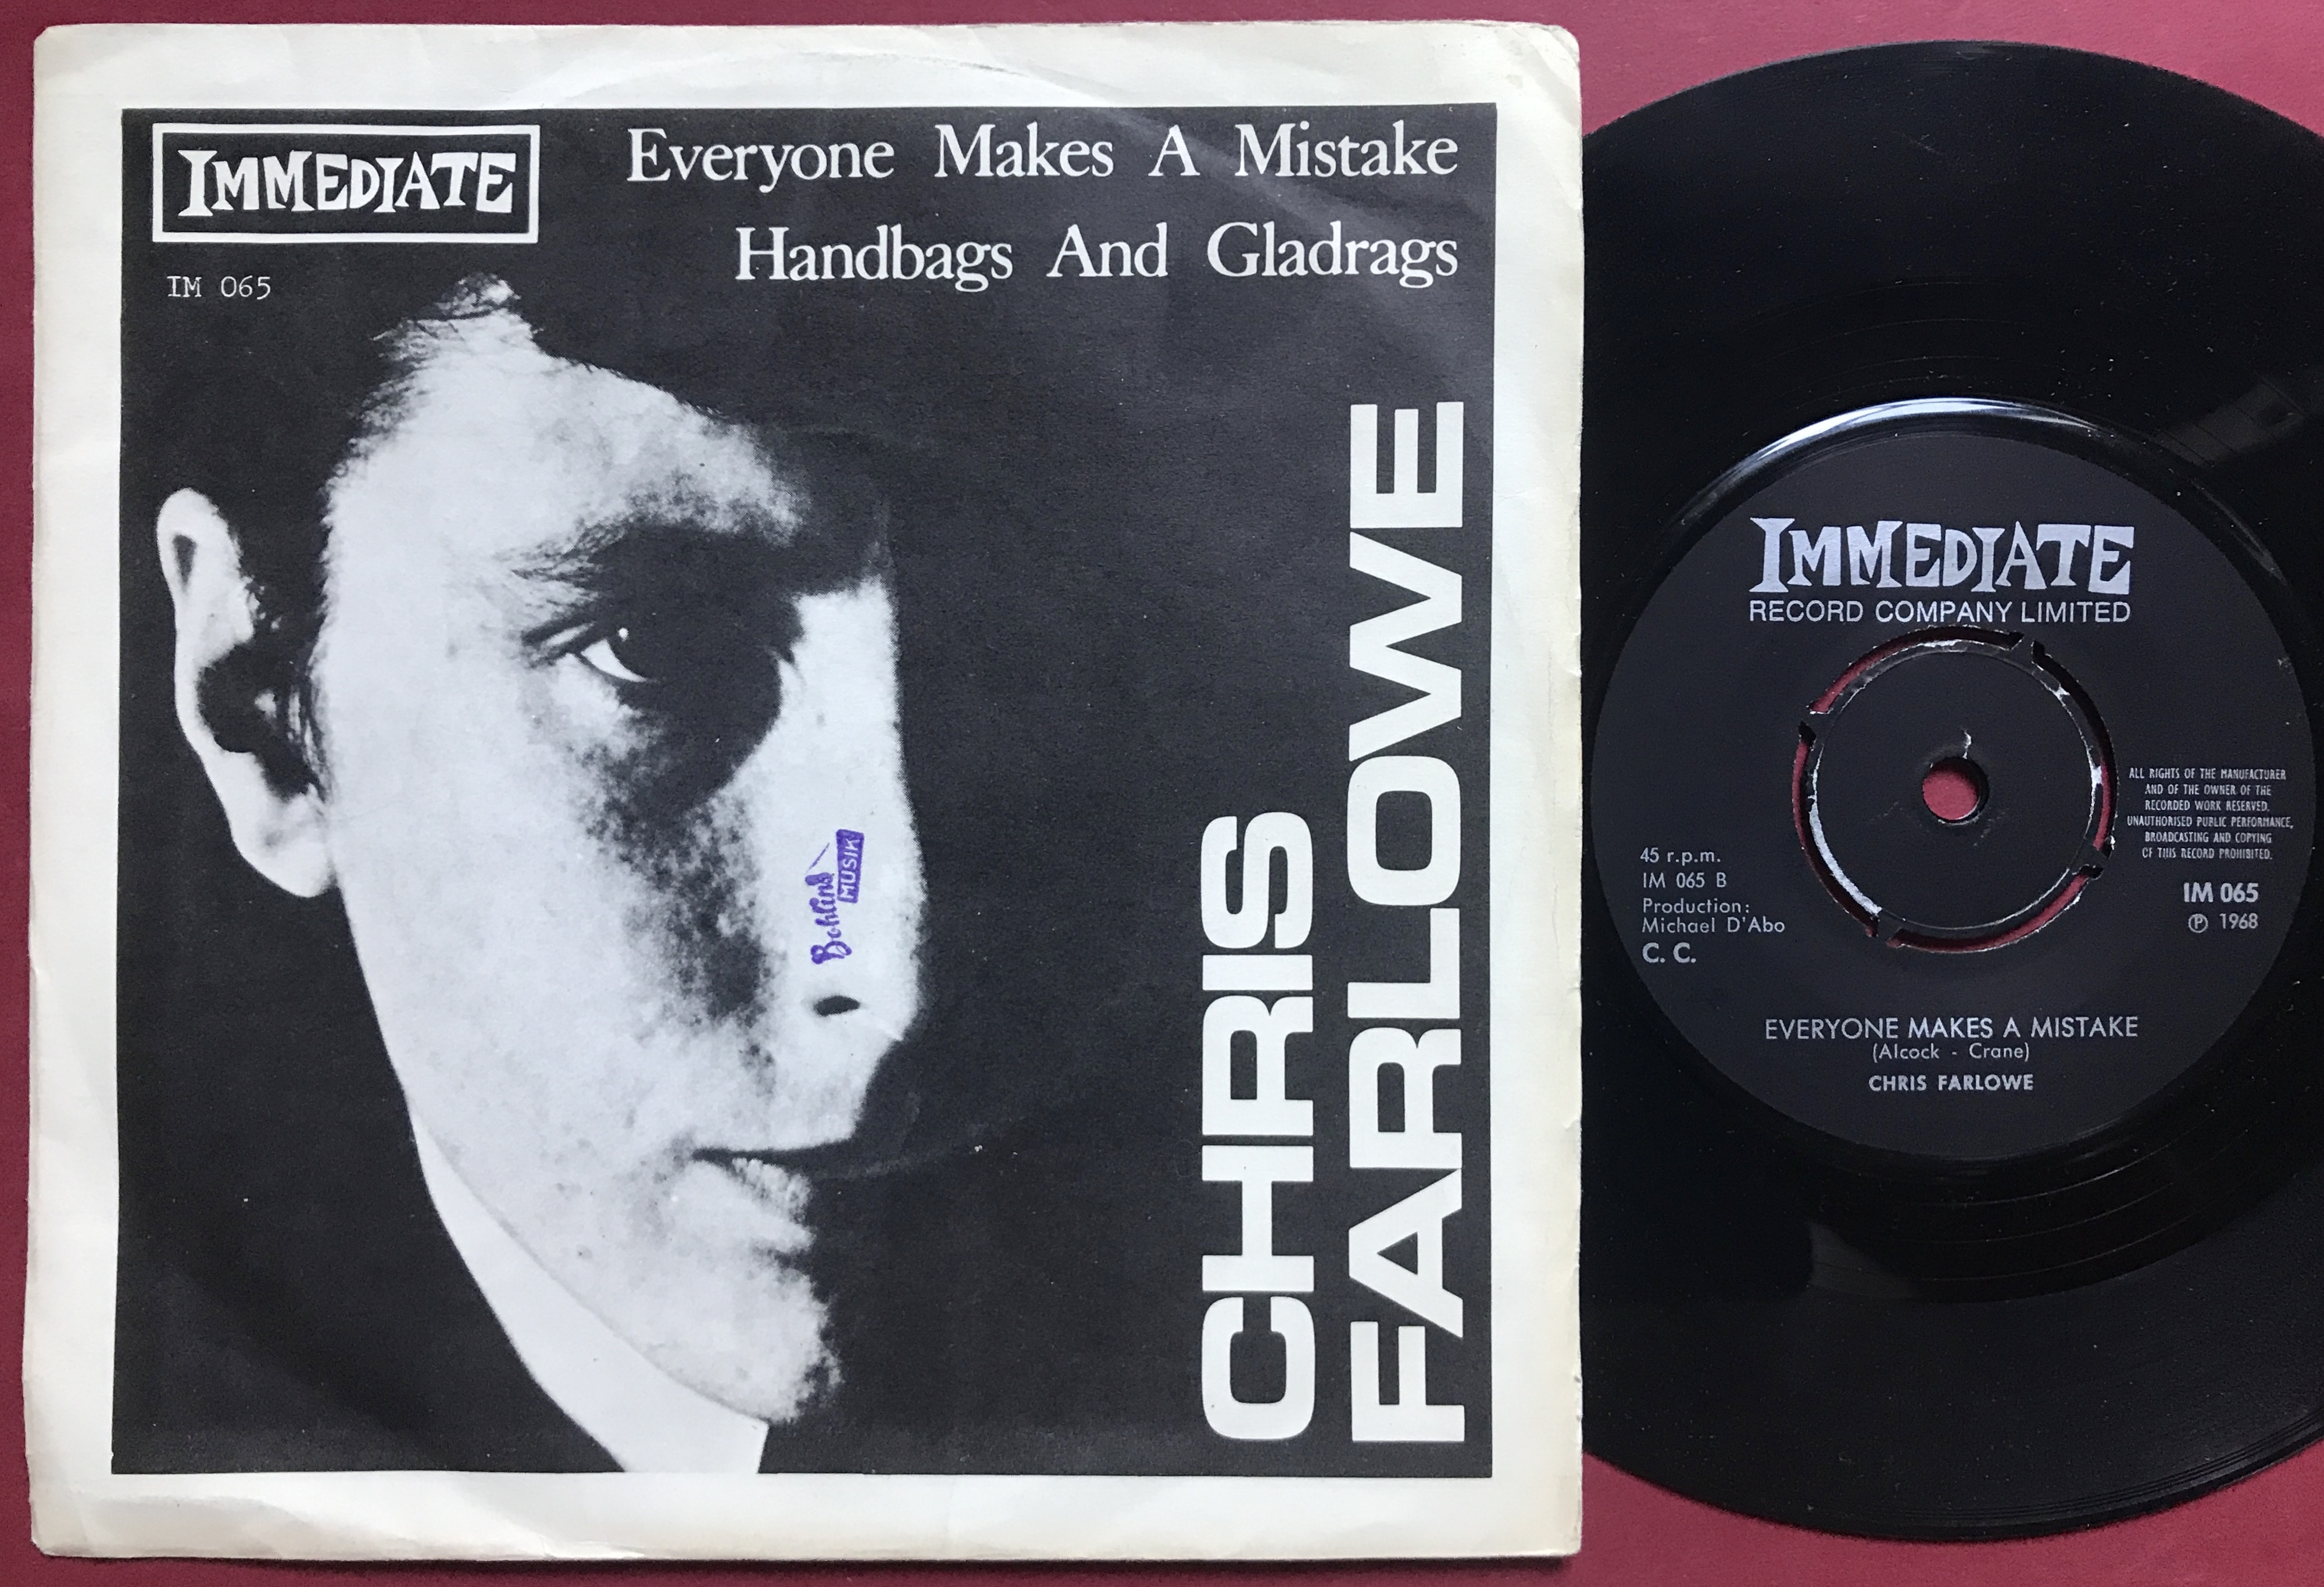 IMMEDIATE
Everyone Makes A Mistake
Handbags And Gladrags
IM 065
CHRIS
FARLOWE
MUSIK
IMMEDIATE
RECORD COMPANY LIMITED
ALL RIGHTS OF THE MANUFACTURER
AND OF THE OWNER OF THE
RECORDED WORK RESERVED.
UNAUTHORISED PUBLIC PERFORMANCE,
BROADCASTING AND COPYING
OF THIS RECORD PROHIBITED.
45 r.p.m.
IM 065 B
Production:
Michael D'Abo
C. C.
IM 065
℗ 1968
EVERYONE MAKES A MISTAKE
(Alcock - Crane)
CHRIS FARLOWE